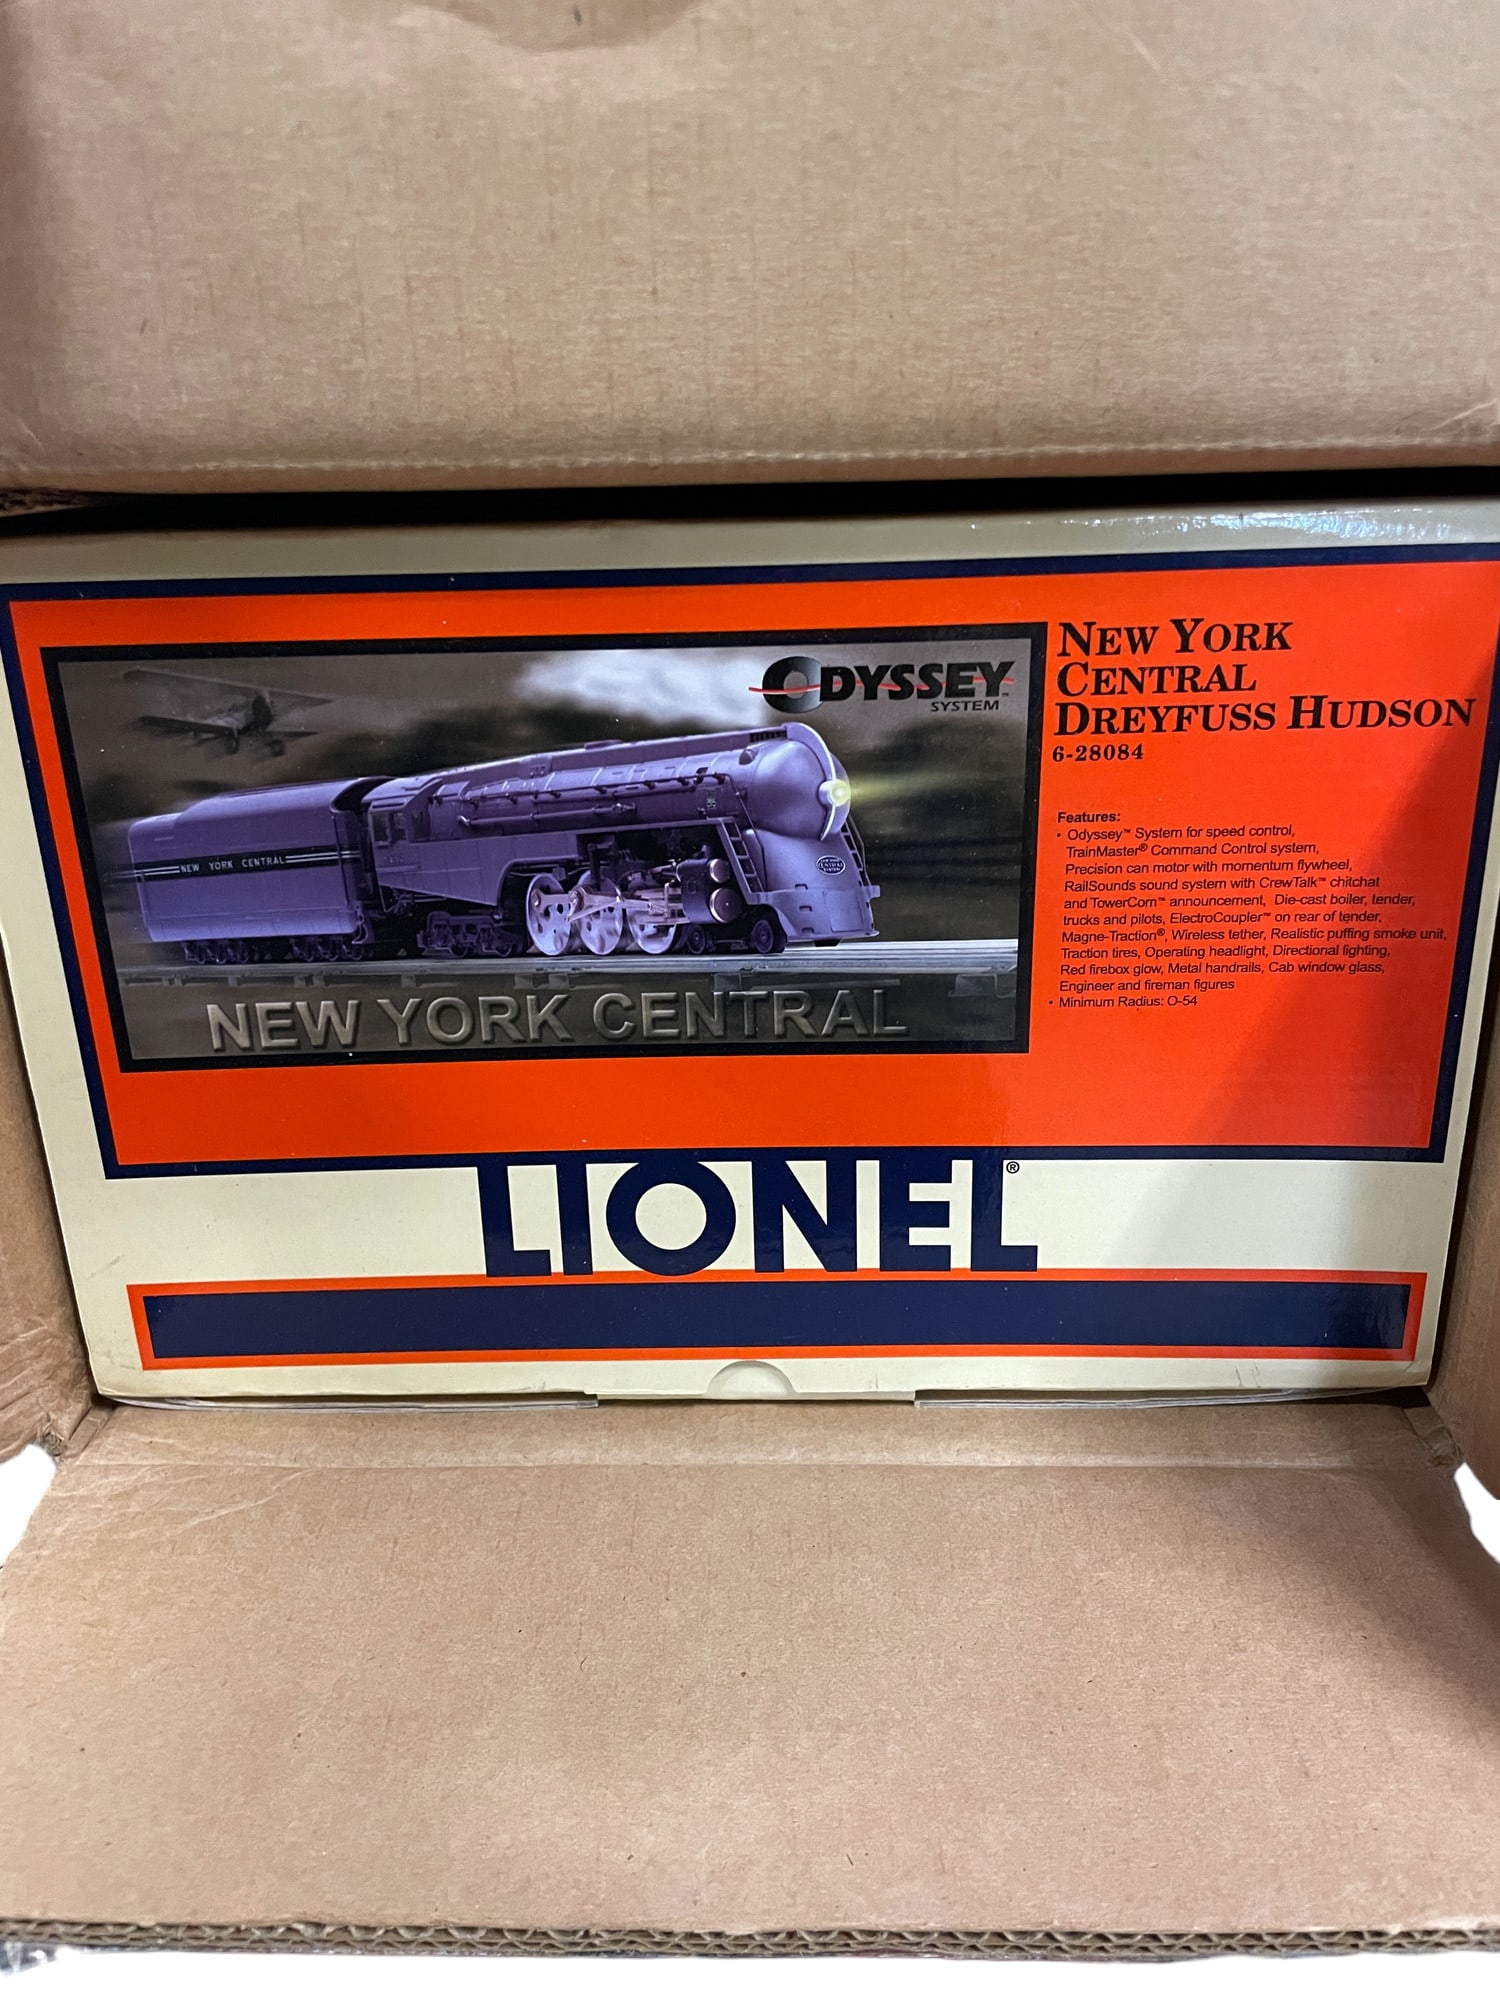 ODYSSEY™
SYSTEM
NEW YORK CENTRAL
NEW YORK CENTRAL
NEW YORK
CENTRAL
DREYFUSS HUDSON
6-28084
Features:
• Odyssey™ System for speed control,
TrainMaster® Command Control system,
Precision can motor with momentum flywheel,
RailSounds sound system with CrewTalk™ chitchat
and TowerCom™ announcement, Die-cast boiler, tender,
trucks and pilots, ElectroCoupler™ on rear of tender,
Magne-Traction®, Wireless tether, Realistic puffing smoke unit,
Traction tires, Operating headlight, Directional lighting,
Red firebox glow, Metal handrails, Cab window glass,
Engineer and fireman figures
• Minimum Radius: O-54
LIONEL®